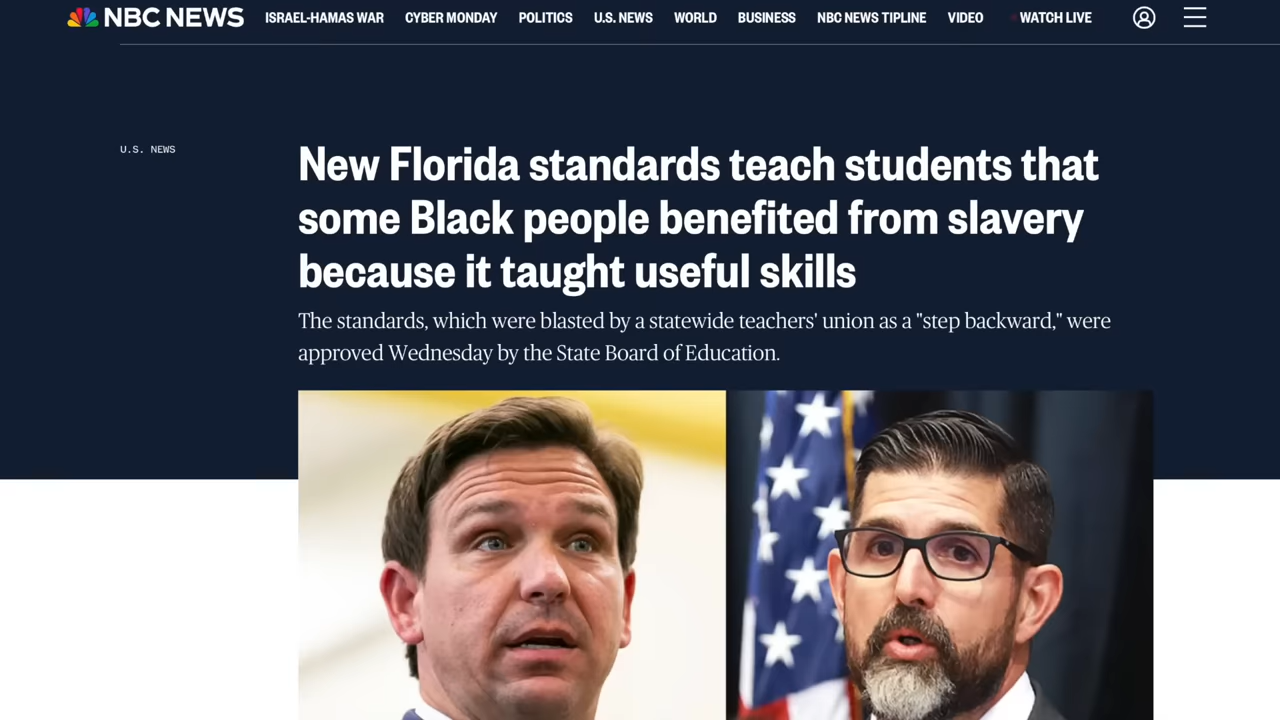 NBC NEWS ISRAEL-HAMAS WAR CYBER MONDAY POLITICS U.S. NEWS WORLD BUSINESS NBC NEWS TIPLINE VIDEO WATCH LIVE
U.S. NEWS
New Florida standards teach students that
some Black people benefited from slavery
because it taught useful skills
The standards, which were blasted by a statewide teachers' union as a "step backward," were
approved Wednesday by the State Board of Education.